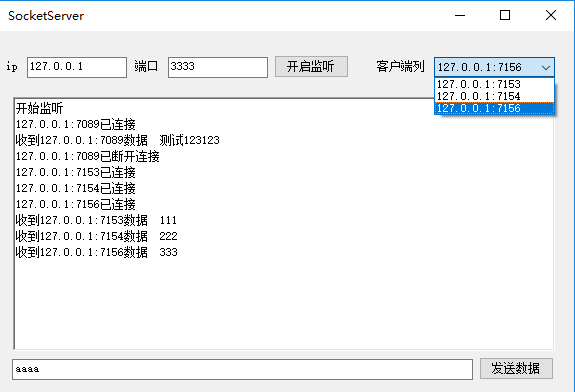 SocketServer
ip 127.0.0.1 端口 3333 开启监听 客户端列 127.0.0.1:7156
127.0.0.1:7153
127.0.0.1:7154
127.0.0.1:7156
开始监听
127.0.0.1:7089已连接
收到127.0.0.1:7089数据 测试123123
127.0.0.1:7089已断开连接
127.0.0.1:7153已连接
127.0.0.1:7154已连接
127.0.0.1:7156已连接
收到127.0.0.1:7153数据 111
收到127.0.0.1:7154数据 222
收到127.0.0.1:7156数据 333
aaaa 发送数据